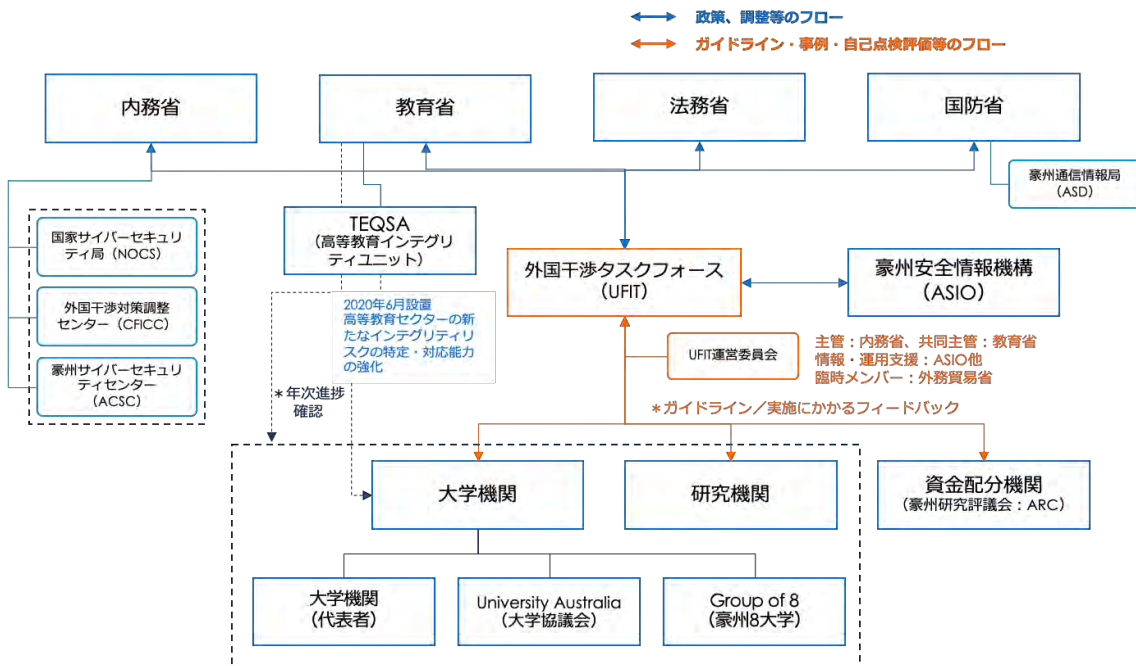 政策、調整等のフロー
ガイドライン・事例・自己点検評価等のフロー
内務省
教育省
法務省
国防省
豪州通信情報局
（ASD）
国家サイバーセキュリ
ティ局（NOCS）
外国干渉対策調整
センター（CFICC）
豪州サイバーセキュリ
ティセンター
（ACSC）
TEQSA
（高等教育インテグリ
ティユニット）
2020年6月設置
高等教育セクターの新
たなインテグリティリ
スクの特定・対応能力
の強化
外国干渉タスクフォース
（UFIT）
豪州安全情報機構
（ASIO）
UFIT運営委員会
主管：内務省、共同主管：教育省
情報・運用支援：ASIO他
臨時メンバー：外務貿易省
＊年次進捗
確認
＊ガイドライン／実施にかかるフィードバック
大学機関
研究機関
資金配分機関
（豪州研究評議会：ARC）
大学機関
（代表者）
University Australia
（大学協議会）
Group of 8
（豪州8大学）